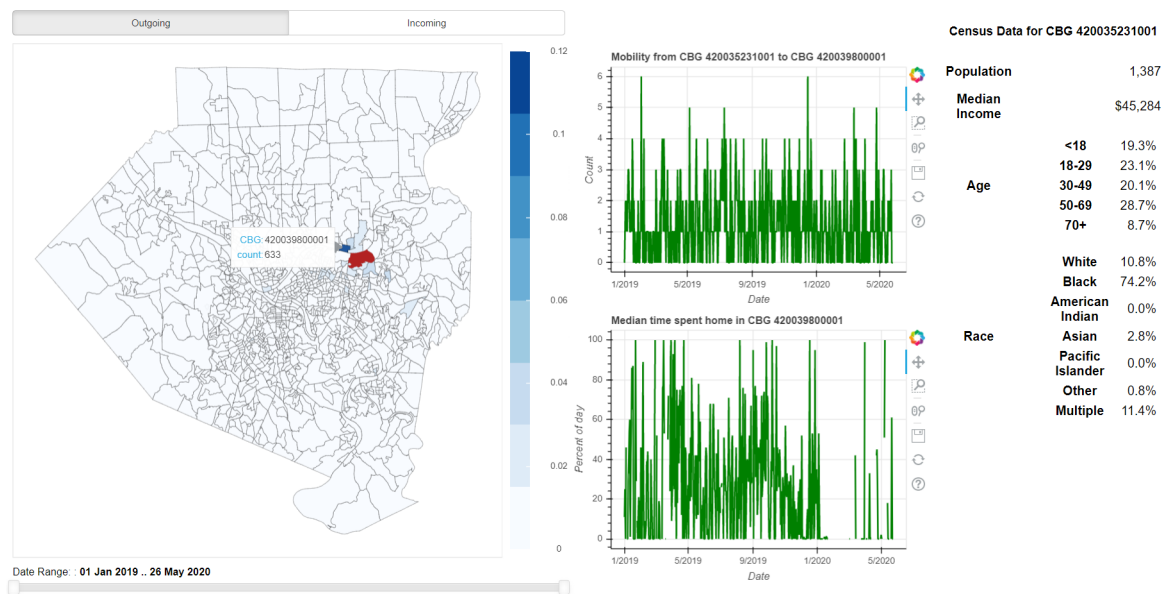 Outgoing
Incoming
CBG: 420039800001
count: 633
0.12
0.1
0.08
0.06
0.04
0.02
0
Date Range: : 01 Jan 2019 .. 26 May 2020
Mobility from CBG 420035231001 to CBG 420039800001
Count
6
5
4
3
2
1
0
1/2019
5/2019
9/2019
1/2020
5/2020
Date
Median time spent home in CBG 420039800001
Percent of day
100
80
60
40
20
0
1/2019
5/2019
9/2019
1/2020
5/2020
Date
Census Data for CBG 420035231001
Population 1,387
Median
Income
$45,284
Age
<18 19.3%
18-29 23.1%
30-49 20.1%
50-69 28.7%
70+ 8.7%
Race
White 10.8%
Black 74.2%
American
Indian
0.0%
Asian 2.8%
Pacific
Islander
0.0%
Other 0.8%
Multiple 11.4%